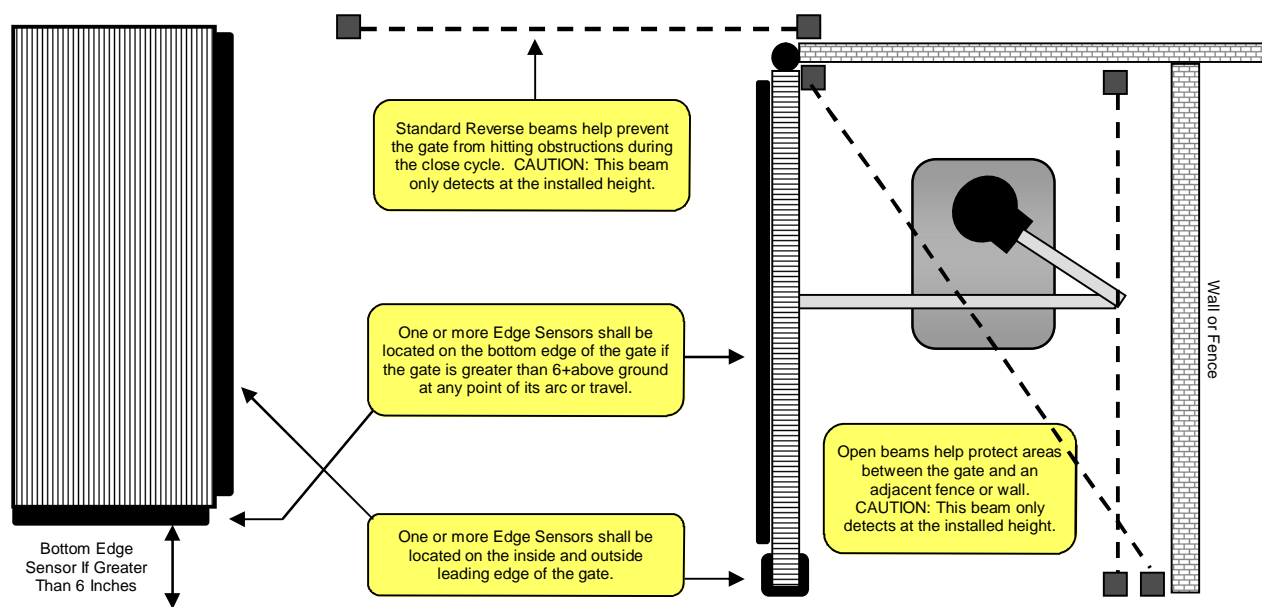 Standard Reverse beams help prevent
the gate from hitting obstructions during
the close cycle.  CAUTION: This beam
only detects at the installed height.
One or more Edge Sensors shall be
located on the bottom edge of the gate if
the gate is greater than 6+above ground
at any point of its arc or travel.
Wall or Fence
Open beams help protect areas
between the gate and an
adjacent fence or wall.
CAUTION: This beam only
detects at the installed height.
One or more Edge Sensors shall be
located on the inside and outside
leading edge of the gate.
Bottom Edge
Sensor If Greater
Than 6 Inches